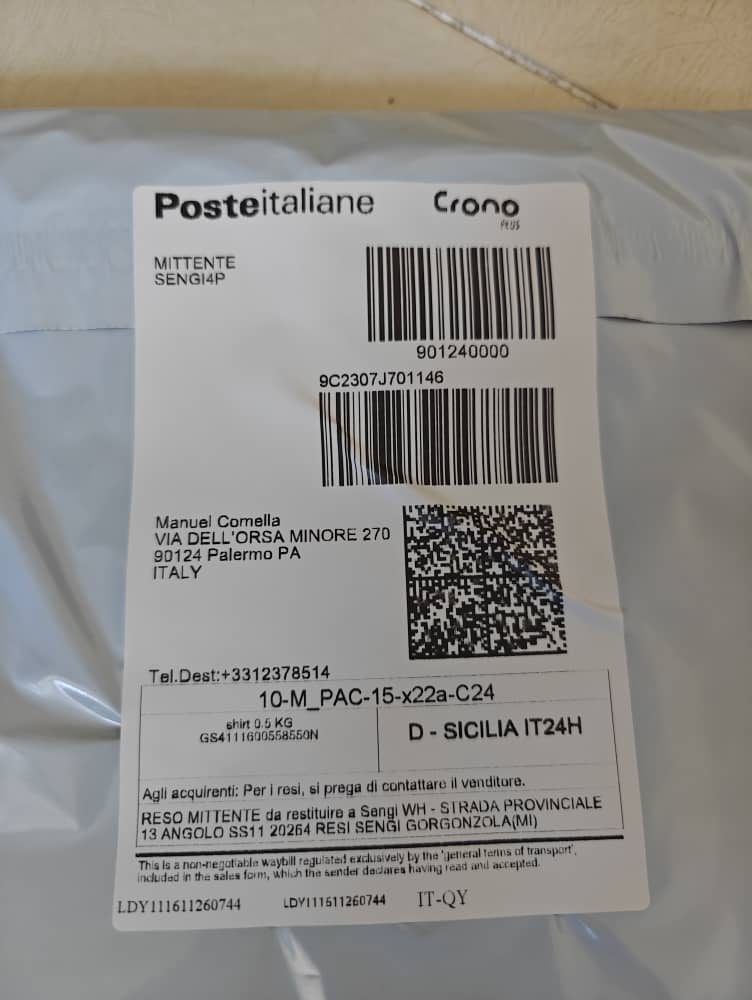 Posteitaliane
Crono
PLUS
MITTENTE
SENGI4P
901240000
9C2307J701146
Manuel Comella
VIA DELL'ORSA MINORE 270
90124 Palermo PA
ITALY
Tel.Dest:+3312378514
10-M_PAC-15-x22a-C24
shirt 0.5 KG
GS4111600558550N
D - SICILIA IT24H
Agli acquirenti: Per i resi, si prega di contattare il venditore.
RESO MITTENTE da restituire a Sengi WH - STRADA PROVINCIALE
13 ANGOLO SS11 20264 RESI SENGI GORGONZOLA(MI)
This is a non-negotiable waybill regulated exclusively by the 'general terms of transport',
included in the sales form, which the sender declares having read and accepted.
LDY111611260744
LDY111611260744
IT-QY